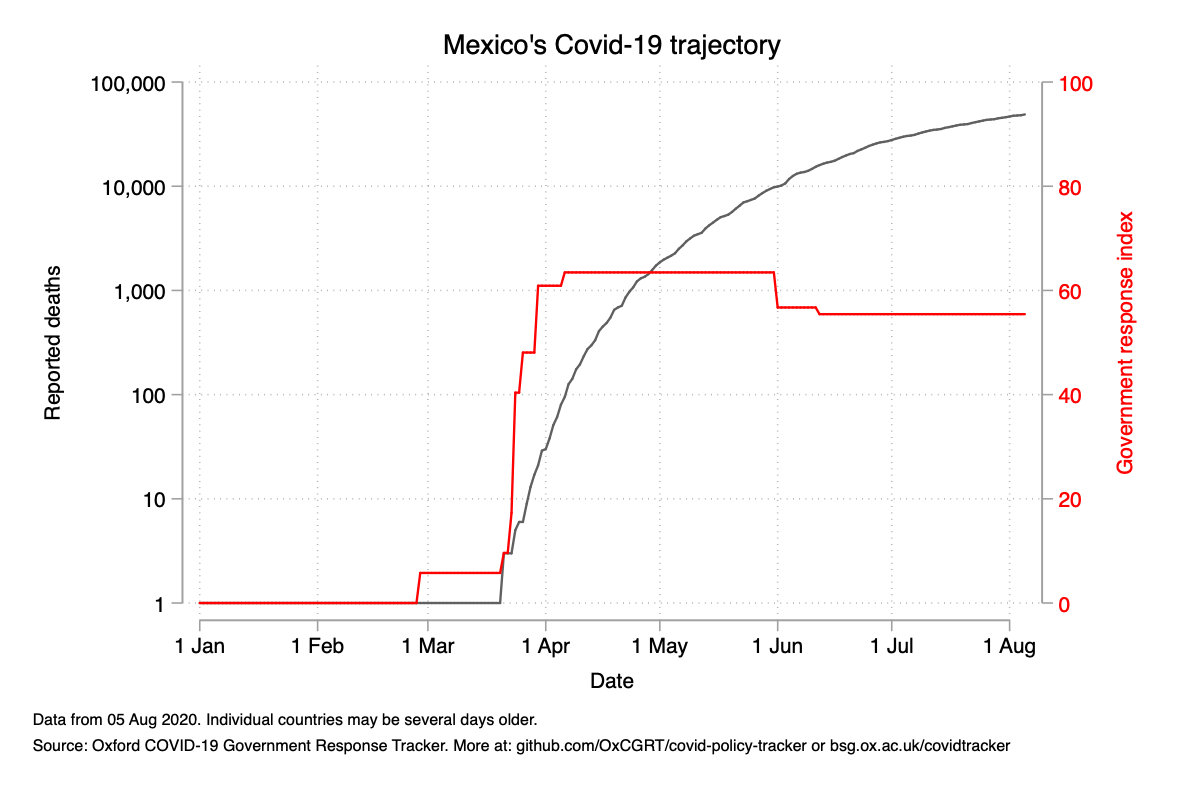 Mexico's Covid-19 trajectory
100,000
10,000
1,000
100
10
1
Reported deaths
100
80
60
40
20
0
Government response index
1 Jan
1 Feb
1 Mar
1 Apr
1 May
1 Jun
1 Jul
1 Aug
Date
Data from 05 Aug 2020. Individual countries may be several days older.
Source: Oxford COVID-19 Government Response Tracker. More at: github.com/OxCGRT/covid-policy-tracker or bsg.ox.ac.uk/covidtracker